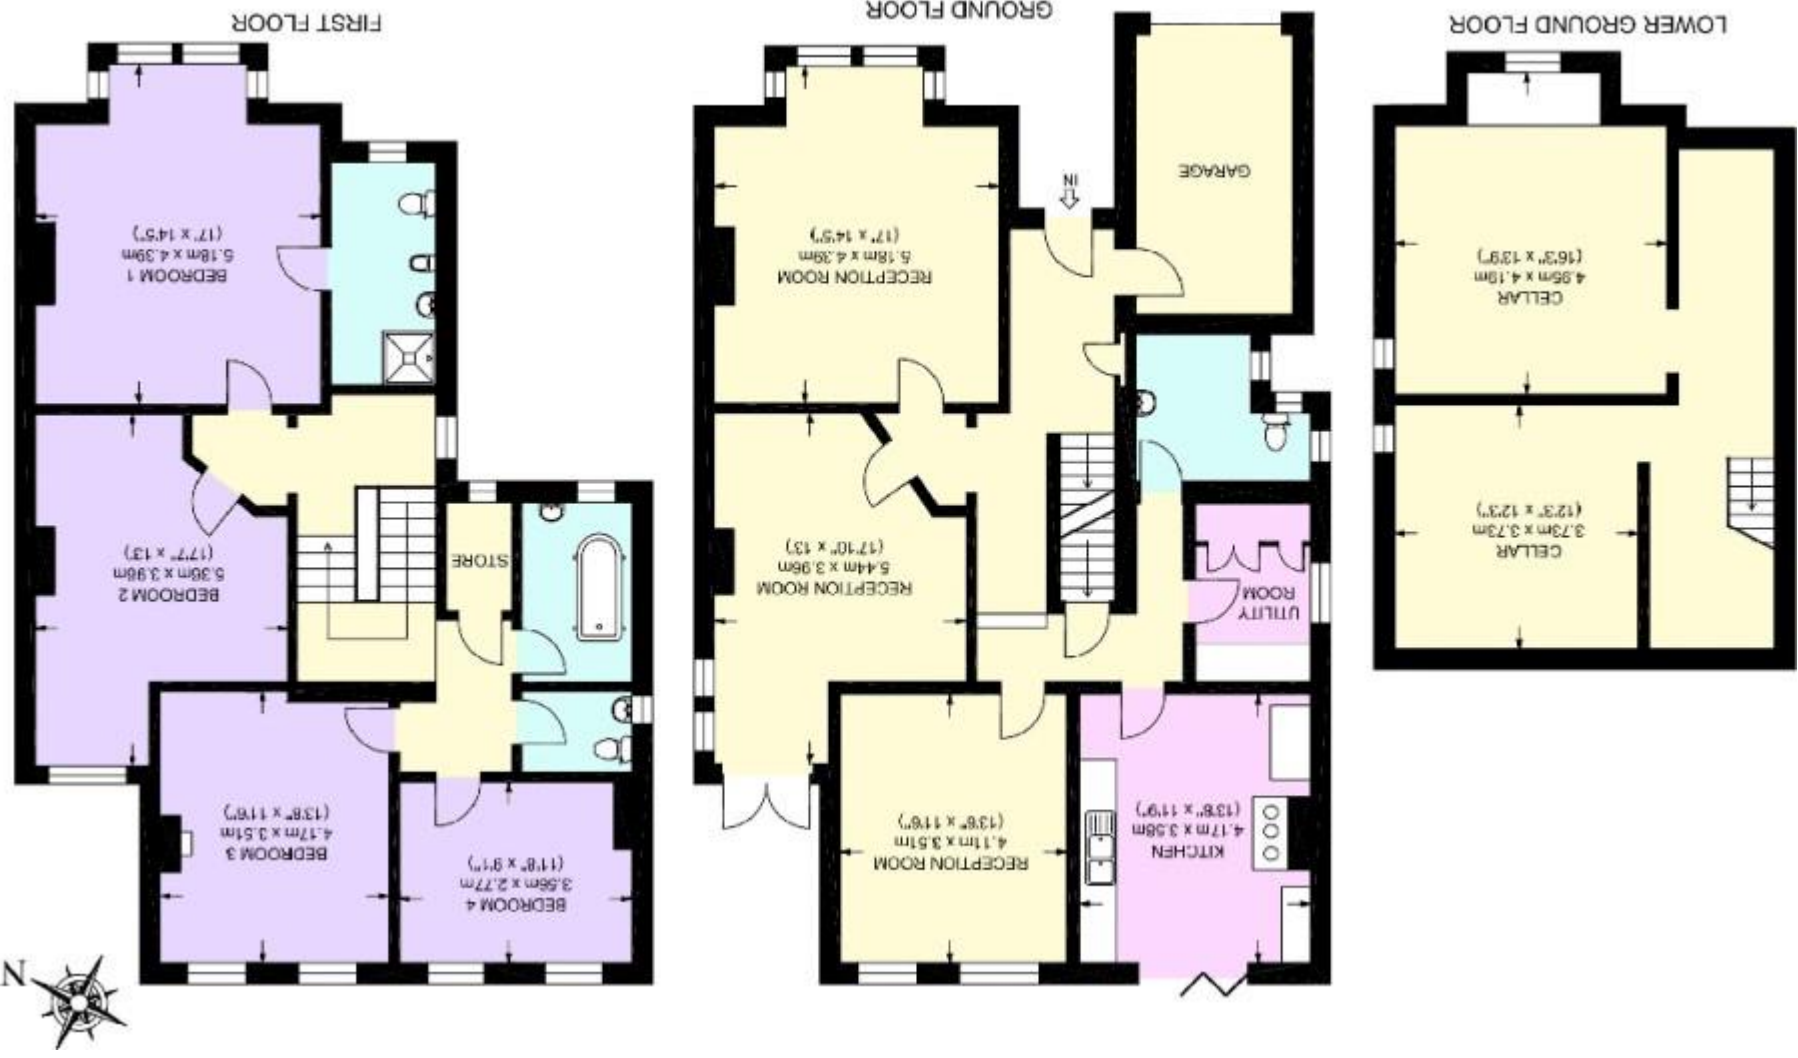 LOWER GROUND FLOOR
CELLAR
3.73m x 3.73m
(12'3" x 12'3")
CELLAR
4.95m x 4.19m
(16'3" x 13'9")
GROUND FLOOR
KITCHEN
4.17m x 3.58m
(13'8" x 11'9")
RECEPTION ROOM
4.11m x 3.51m
(13'6" x 11'6")
UTILITY
ROOM
RECEPTION ROOM
5.44m x 3.96m
(17'10" x 13')
RECEPTION ROOM
5.18m x 4.39m
(17" x 14'5")
IN
GARAGE
FIRST FLOOR
BEDROOM 4
3.56m x 2.77m
(11'8" x 9'1")
BEDROOM 3
4.17m x 3.51m
(13'8" x 11'6")
BEDROOM 2
5.36m x 3.96m
(17'7" x 13')
STORE
BEDROOM 1
5.18m x 4.39m
(17' x 14'5")
N